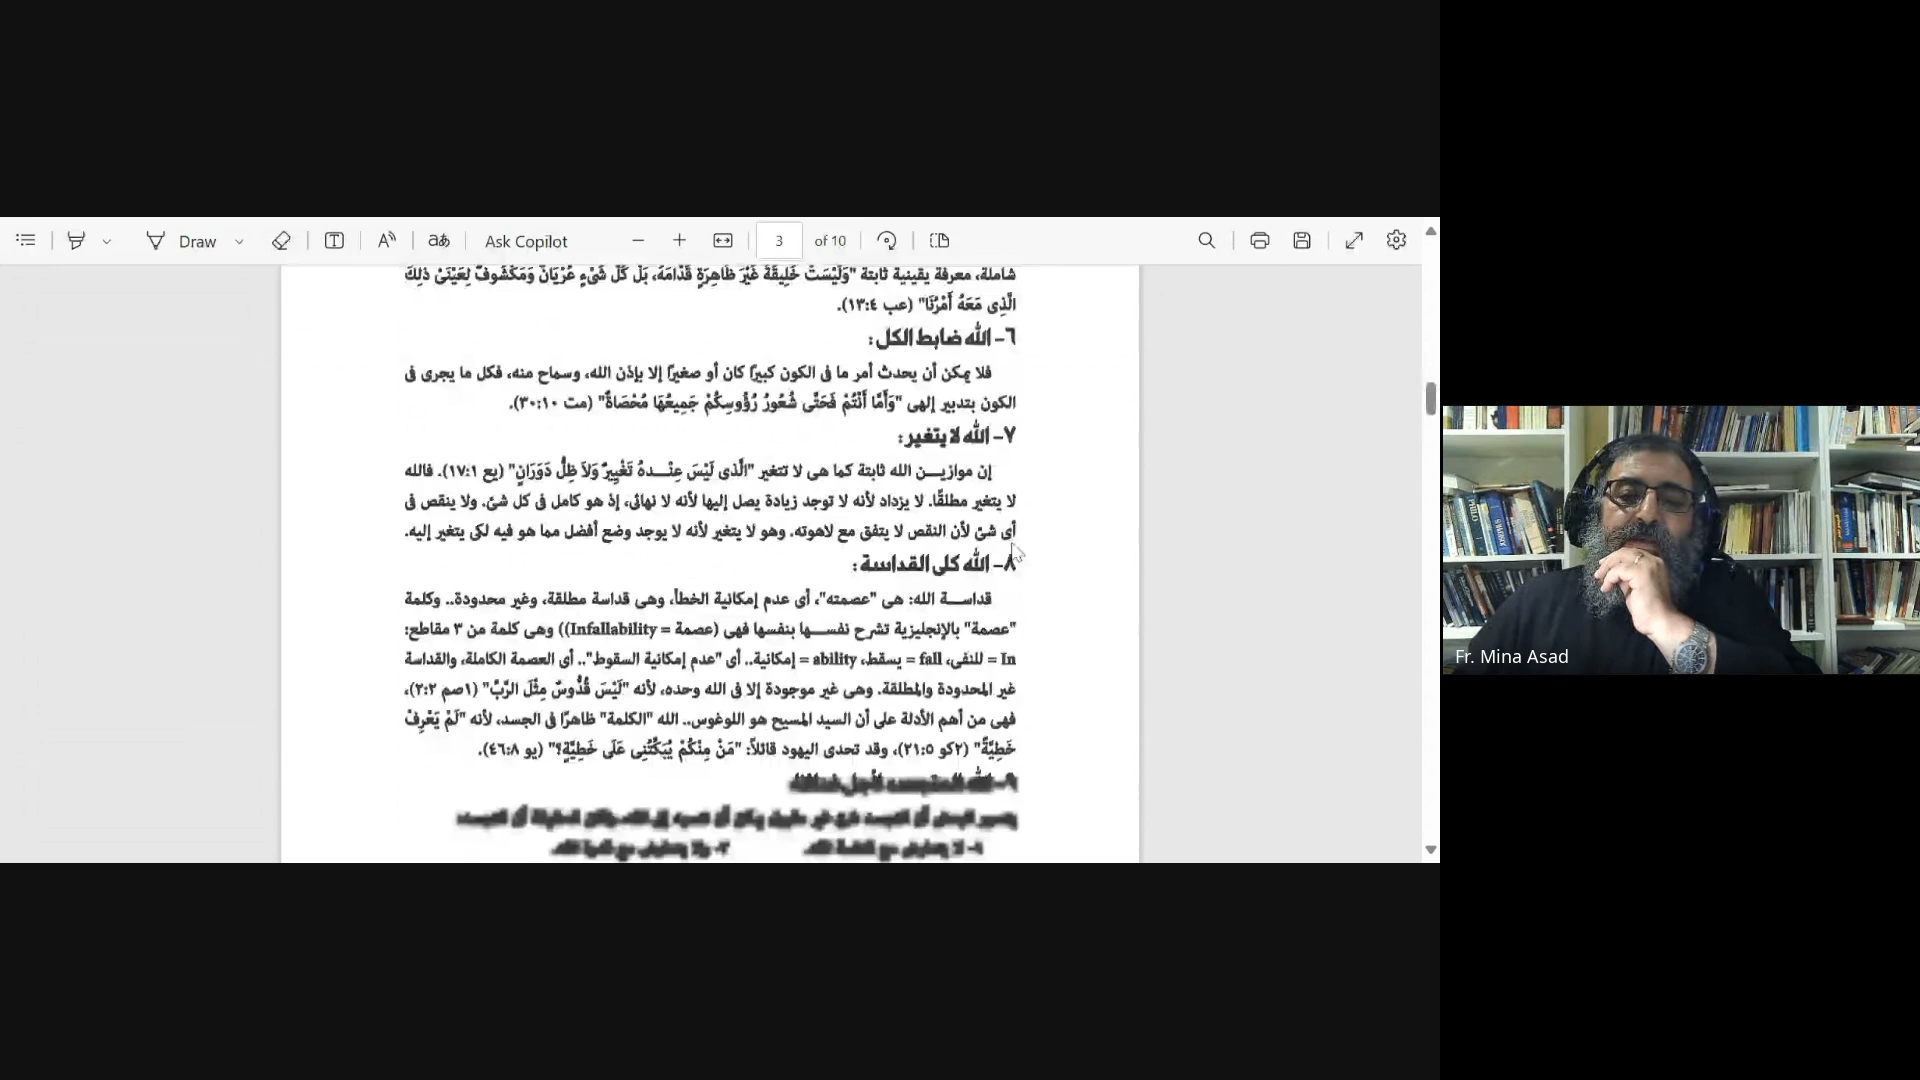 Draw
Ask Copilot
3
of 10
شاملة، معرفة يقينية ثابتة "وَلَيْسَتْ خَلِيقَةٌ غَيْرَ ظَاهِرَةٍ قُدَّامَهُ، بَلْ كُلُّ شَىْءٍ عُرْيَانٌ وَمَكْشُوفٌ لِعَيْنَىْ ذلِكَ
الَّذِى مَعَهُ أَمْرُنَا" (عب ١٣:٤).
٦- الله ضابط الكل:
فلا يمكن أن يحدث أمر ما فى الكون كبيرًا كان أو صغيرًا إلا بإذن الله، وسماح منه، فكل ما يجرى فى
الكون بتدبير إلهى "وَأَمَّا أَنْتُمْ فَحَتَّى شُعُورُ رُؤُوسِكُمْ جَمِيعُهَا مُحْصَاةٌ" (مت ٣٠:١٠).
٧- الله لا يتغير:
إن موازيـــن الله ثابتة كما هى لا تتغير "الَّذى لَيْسَ عِنْـــدهُ تَغْيِيرٌ وَلاَ ظِلُّ دَوَرَانٍ" (يع ١٧:١). فالله
لا يتغير مطلقًا. لا يزداد لأنه لا توجد زيادة يصل إليها لأنه لا نهائى، إذ هو كامل فى كل شئ. ولا ينقص فى
أى شئ لأن النقص لا يتفق مع لاهوته. وهو لا يتغير لأنه لا يوجد وضع أفضل مما هو فيه لكى يتغير إليه.
٨- الله كلى القداسة:
قداســـة الله: هى "عصمته"، أى عدم إمكانية الخطأ، وهى قداسة مطلقة، وغير محدودة.. وكلمة
"عصمة" بالإنجليزية تشرح نفســـها بنفسها فهى (عصمة = Infallability)) وهى كلمة من ٣ مقاطع:
In = للنفى، fall = يسقط، ability = إمكانية.. أى "عدم إمكانية السقوط".. أى العصمة الكاملة، والقداسة
غير المحدودة والمطلقة. وهى غير موجودة إلا فى الله وحده، لأنه "لَيْسَ قُدُّوسٌ مِثْلَ الرَّبِّ" (١صم ٢:٢)،
فهى من أهم الأدلة على أن السيد المسيح هو اللوغوس.. الله "الكلمة" ظاهرًا فى الجسد، لأنه "لَمْ يَعْرِفْ
خَطِيَّةً" (٢كو ٢١:٥)، وقد تحدى اليهود قائلاً: "مَنْ مِنْكُمْ يُبَكِّتُنِى عَلَى خَطِيَّةٍ؟" (يو ٤٦:٨).
Fr. Mina Asad